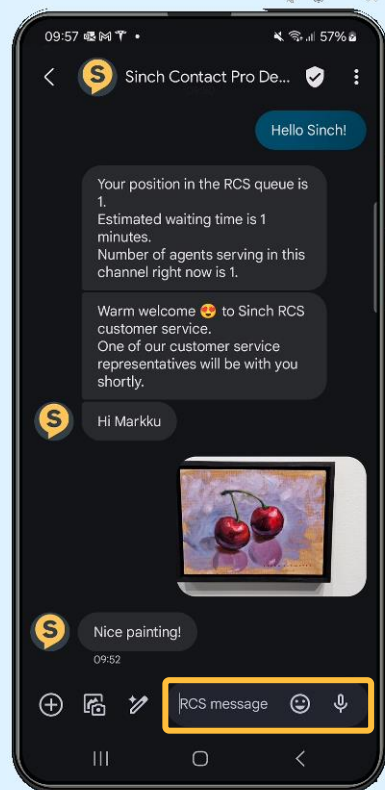 09:57
57%
S
Sinch Contact Pro De...
Hello Sinch!
Your position in the RCS queue is
1.
Estimated waiting time is 1
minutes.
Number of agents serving in this
channel right now is 1.
Warm welcome 😍 to Sinch RCS
customer service.
One of our customer service
representatives will be with you
shortly.
S
Hi Markku
S
Nice painting!
09:52
RCS message